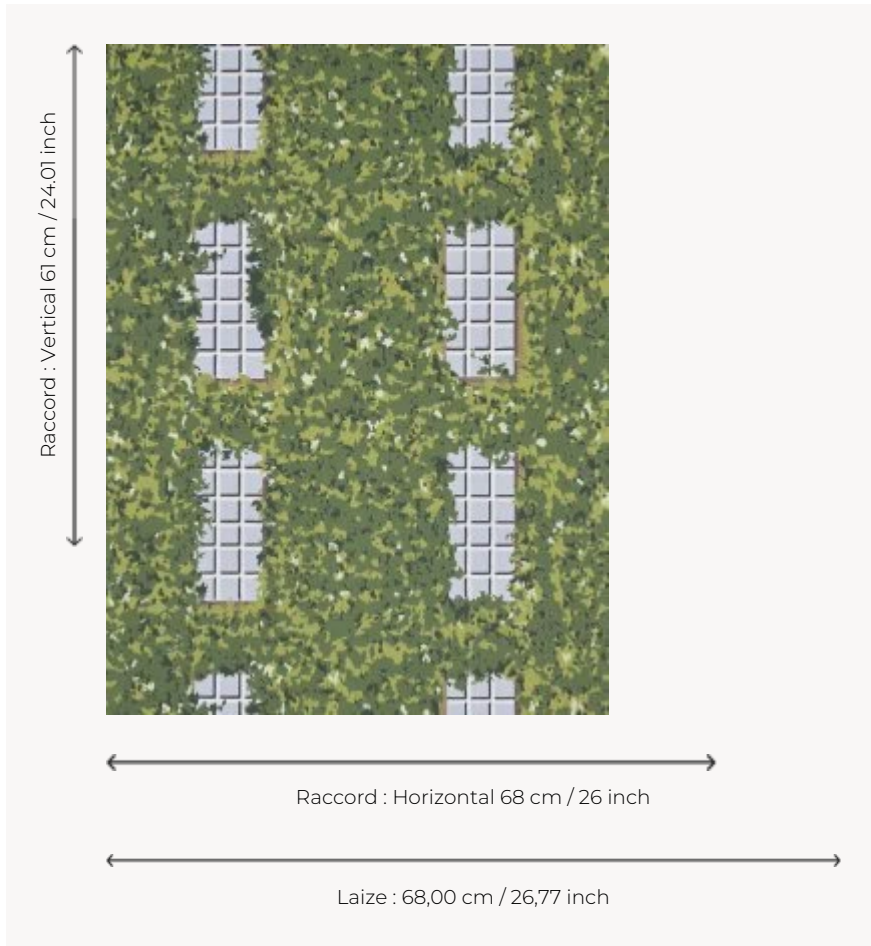 Raccord : Vertical 61 cm / 24.01 inch
Raccord : Horizontal 68 cm / 26 inch
Laize : 68,00 cm / 26,77 inch